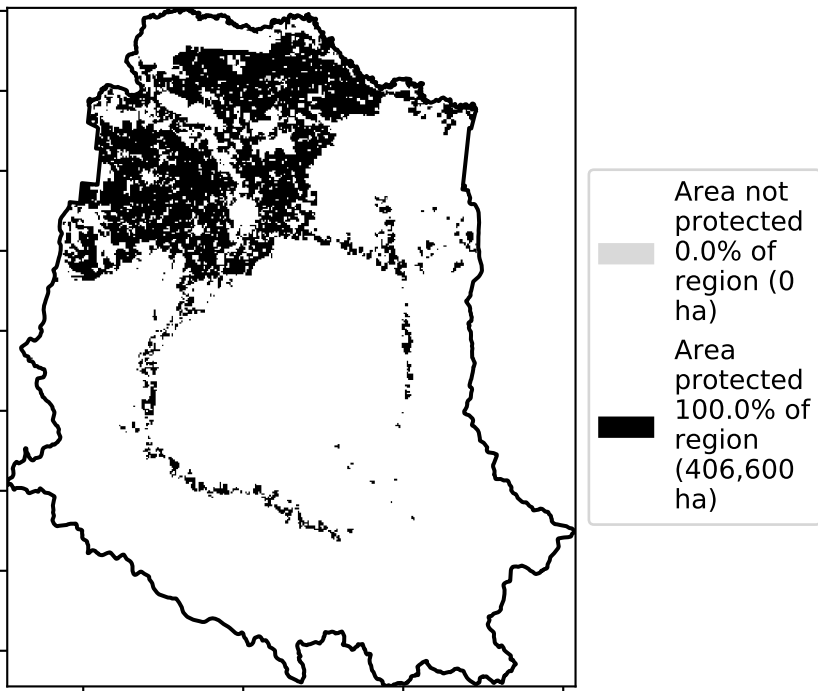 Area not
protected
0.0% of
region (0
ha)
Area
protected
100.0% of
region
(406,600
ha)